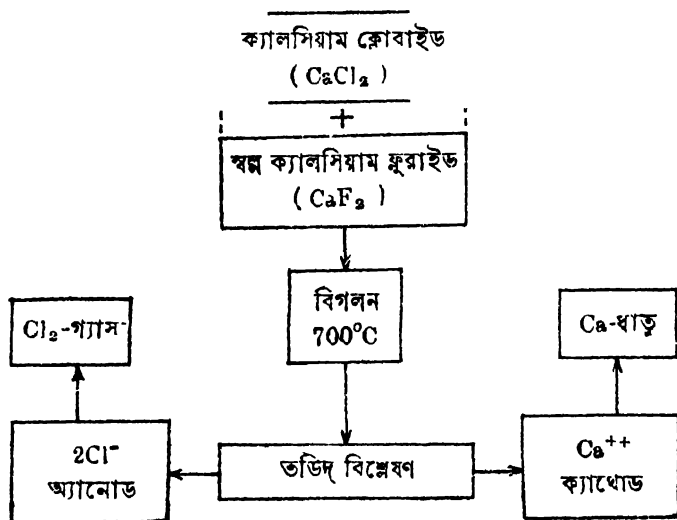 ক্যালসিয়াম ক্লোবাইড
( CaCl₂ )
+
স্বল্প ক্যালসিয়াম ফ্লুরাইড
( CaF₂ )
বিগলন
700°C
Cl₂-গ্যাস
Ca-ধাতু
2Cl⁻
অ্যানোড
তডিদ্ বিশ্লেষণ
Ca⁺⁺
ক্যাথোড